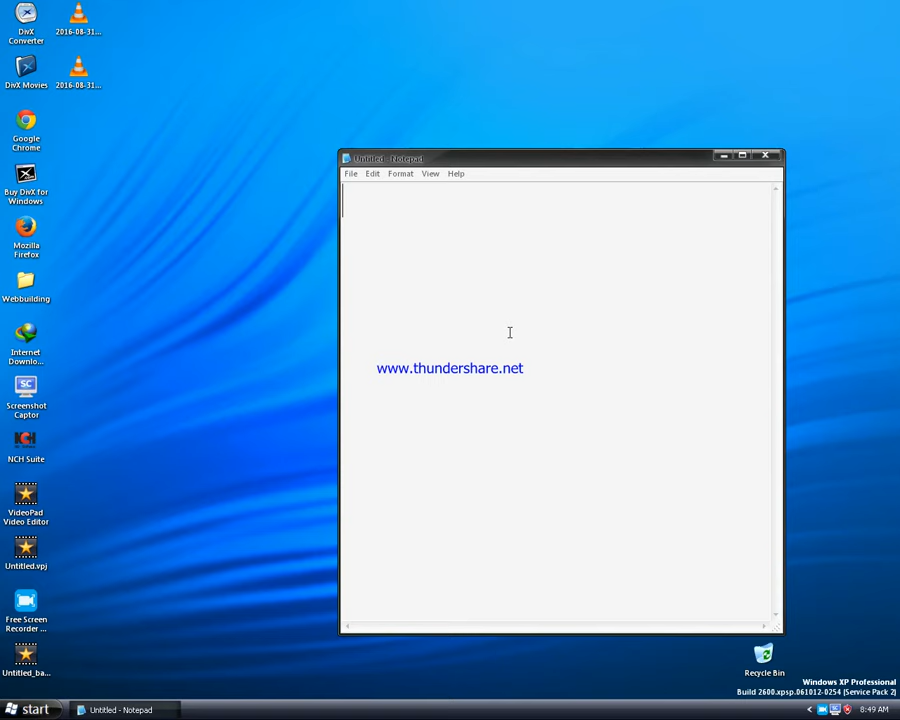 DivX
Converter
2016-08-31...
DivX Movies
2016-08-31...
Google
Chrome
Buy DivX for
Windows
Mozilla
Firefox
Webbuilding
Internet
Downlo...
SC
Screenshot
Captor
NCH
NCH Suite
VideoPad
Video Editor
Untitled.vpj
Free Screen
Recorder ...
Untitled_ba...
Untitled - Notepad
File Edit Format View Help
www.thundershare.net
Recycle Bin
Windows XP Professional
Build 2600.xpsp.061012-0254 (Service Pack 2)
start
Untitled - Notepad
SC
8:49 AM